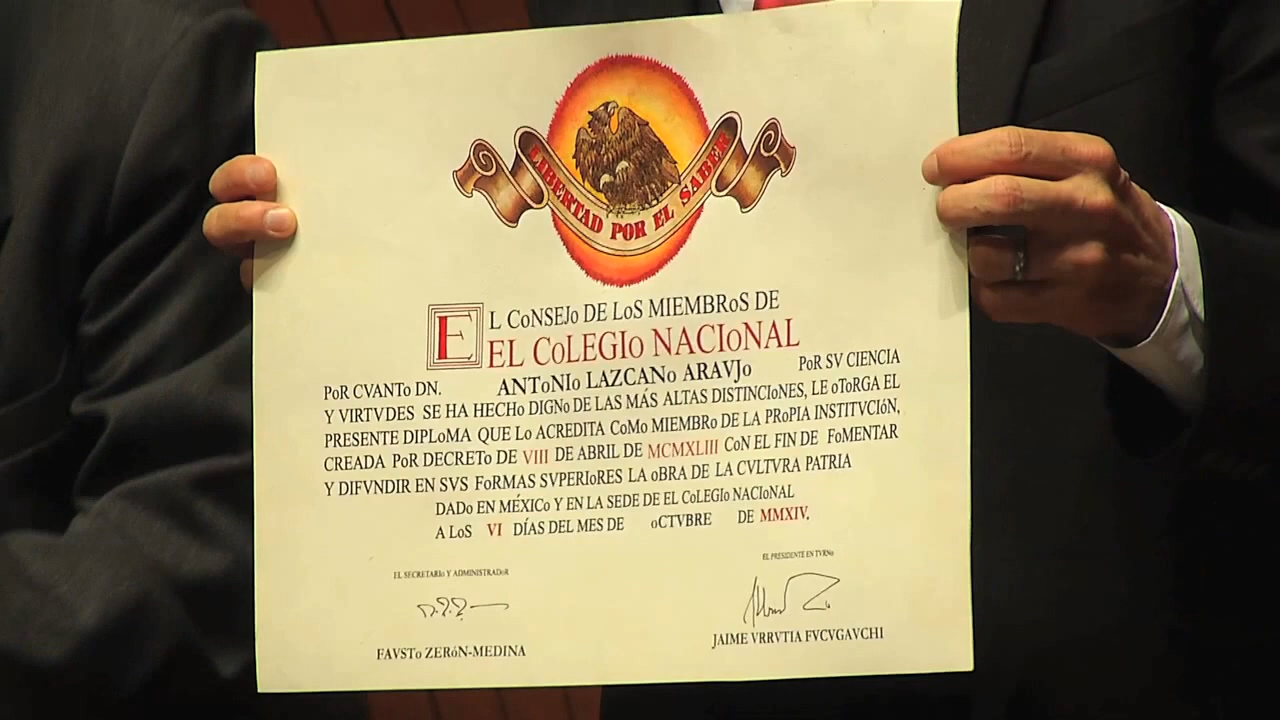 LIBERTAD POR EL SABER
EL CoNSEJo DE LoS MIEMBRoS DE
EL CoLEGIo NACIoNAL
PoR CVANTo DN. ANToNIo LAZCANo ARAVJo PoR SV CIENCIA
Y VIRTVDES SE HA HECHo DIGNo DE LAS MÁS ALTAS DISTINCIoNES, LE oToRGA EL
PRESENTE DIPLoMA QUE Lo ACREDITA CoMo MIEMBRo DE LA PRoPIA INSTITVCIóN,
CREADA PoR DECRETo DE VIII DE ABRIL DE MCMXLIII CoN EL FIN DE FoMENTAR
Y DIFVNDIR EN SVS FoRMAS SVPERIoRES LA oBRA DE LA CVLTVRA PATRIA
DADo EN MÉXICo Y EN LA SEDE DE EL CoLEGIo NACIoNAL
A LoS VI DÍAS DEL MES DE oCTVBRE DE MMXIV.
EL SECRETARIo Y ADMINISTRADoR
EL PRESIDENTE EN TVRNo
FAVSTo ZERóN-MEDINA
JAIME VRRVTIA FVCVGAVCHI